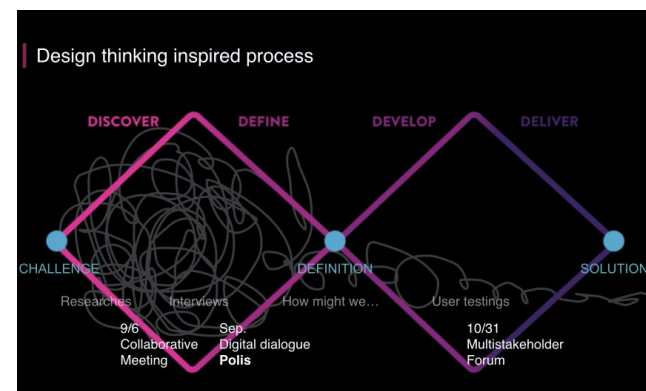 Design thinking inspired process
DISCOVER DEFINE DEVELOP DELIVER
CHALLENGE DEFINITION SOLUTION
Researches Interviews How might we... User testings
9/6 Sep. 10/31
Collaborative Digital dialogue Multistakeholder
Meeting Polis Forum